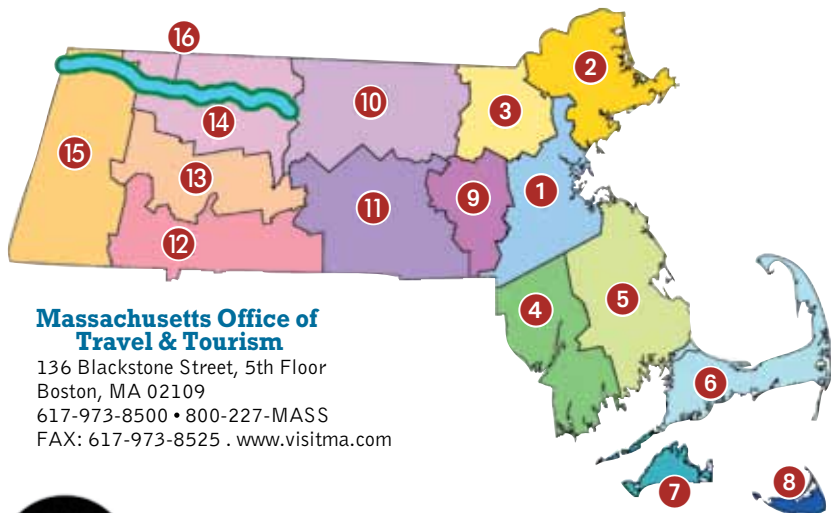 16
2
10
3
14
15
13
1
9
11
12
5
4
6
7
8
Massachusetts Office of
Travel & Tourism
136 Blackstone Street, 5th Floor
Boston, MA 02109
617-973-8500 • 800-227-MASS
FAX: 617-973-8525 . www.visitma.com